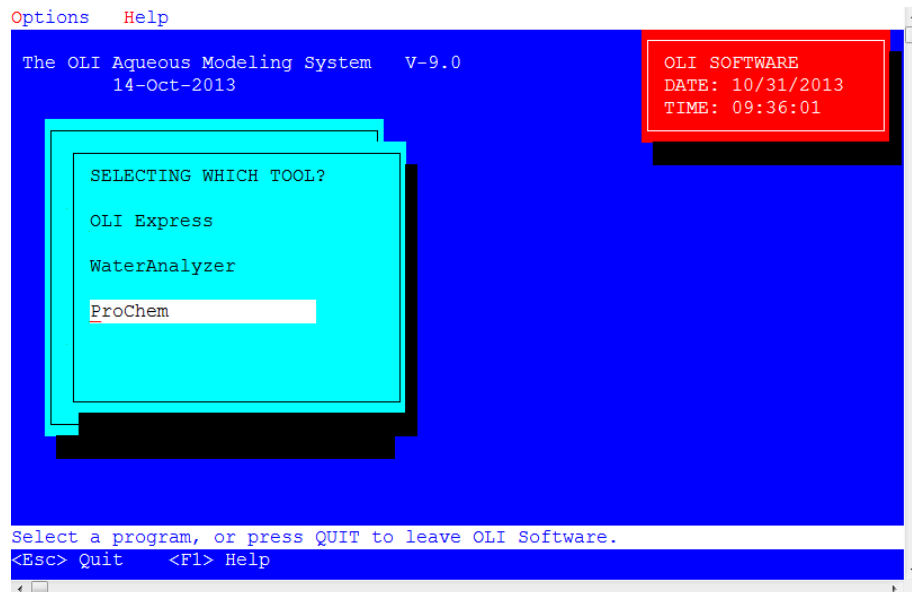 Options Help
The OLI Aqueous Modeling System V-9.0
14-Oct-2013
OLI SOFTWARE
DATE: 10/31/2013
TIME: 09:36:01
SELECTING WHICH TOOL?
OLI Express
WaterAnalyzer
ProChem
Select a program, or press QUIT to leave OLI Software.
<Esc> Quit <F1> Help